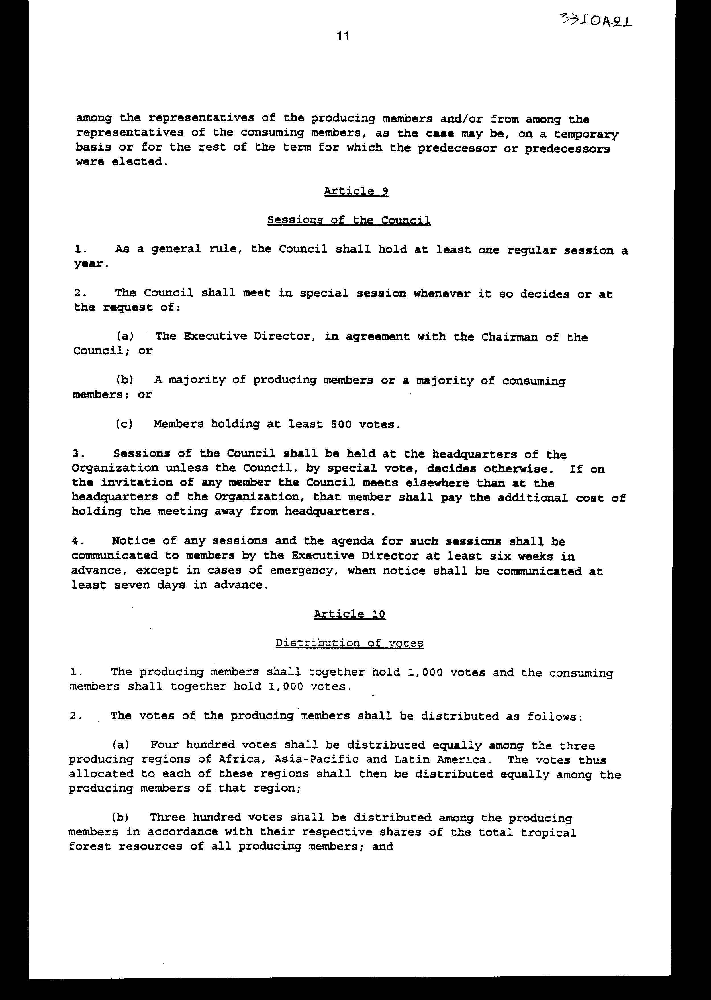 11
among the representatives of the producing members and/or from among the
representatives of the consuming members, as the case may be, on a temporary
basis or for the rest of the term for which the predecessor or predecessors
were elected.
Article 9
Sessions of the Council
1. As a general rule, the Council shall hold at least one regular session a
year.
2. The Council shall meet in special session whenever it so decides or at
the request of:
(a) The Executive Director, in agreement with the Chairman of the
Council; or
(b) A majority of producing members or a majority of consuming
members; or
(c) Members holding at least 500 votes.
3. Sessions of the Council shall be held at the headquarters of the
Organization unless the Council, by special vote, decides otherwise. If on
the invitation of any member the Council meets elsewhere than at the
headquarters of the Organization, that member shall pay the additional cost of
holding the meeting away from headquarters.
4. Notice of any sessions and the agenda for such sessions shall be
communicated to members by the Executive Director at least six weeks in
advance, except in cases of emergency, when notice shall be communicated at
least seven days in advance.
Article 10
Distribution of votes
1. The producing members shall together hold 1,000 votes and the consuming
members shall together hold 1,000 votes.
2. The votes of the producing members shall be distributed as follows:
(a) Four hundred votes shall be distributed equally among the three
producing regions of Africa, Asia-Pacific and Latin America. The votes thus
allocated to each of these regions shall then be distributed equally among the
producing members of that region;
(b) Three hundred votes shall be distributed among the producing
members in accordance with their respective shares of the total tropical
forest resources of all producing members; and